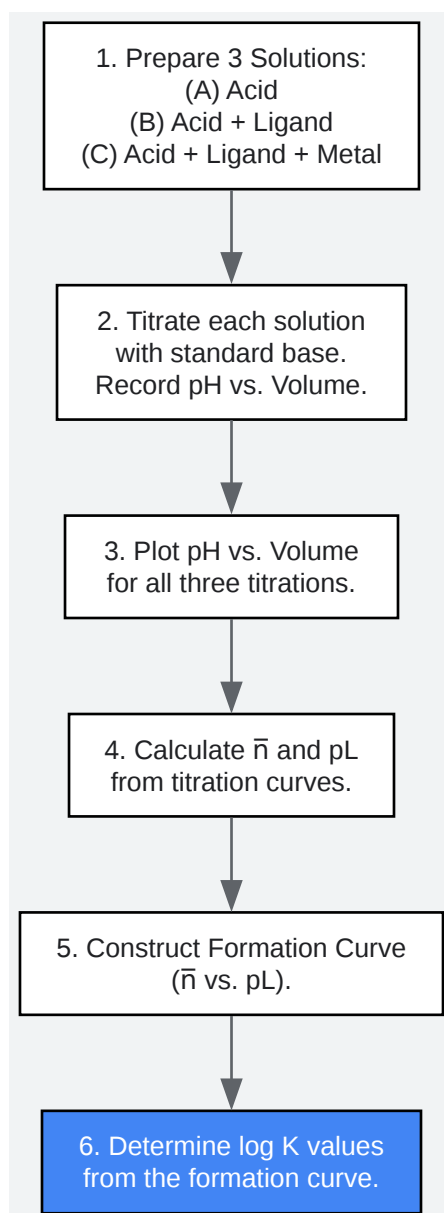 1. Prepare 3 Solutions:
(A) Acid
(B) Acid + Ligand
(C) Acid + Ligand + Metal
2. Titrate each solution
with standard base.
Record pH vs. Volume.
3. Plot pH vs. Volume
for all three titrations.
4. Calculate n̅ and pL
from titration curves.
5. Construct Formation Curve
(n̅ vs. pL).
6. Determine log K values
from the formation curve.